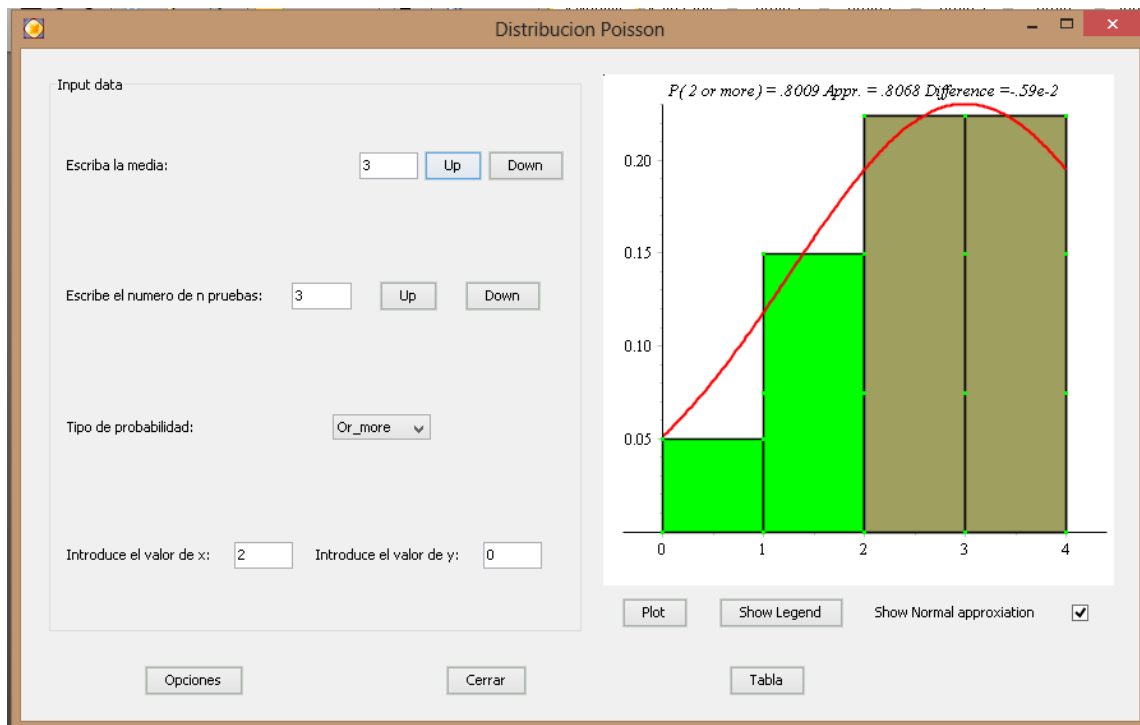 Distribucion Poisson
Input data
Escriba la media:
3
Up
Down
Escribe el numero de n pruebas:
3
Up
Down
Tipo de probabilidad:
Or_more
Introduce el valor de x:
2
Introduce el valor de y:
0
P( 2 or more ) = .8009 Appr. = .8068 Difference =-.59e-2
0.20
0.15
0.10
0.05
0 1 2 3 4
Plot
Show Legend
Show Normal approxiation
Opciones
Cerrar
Tabla